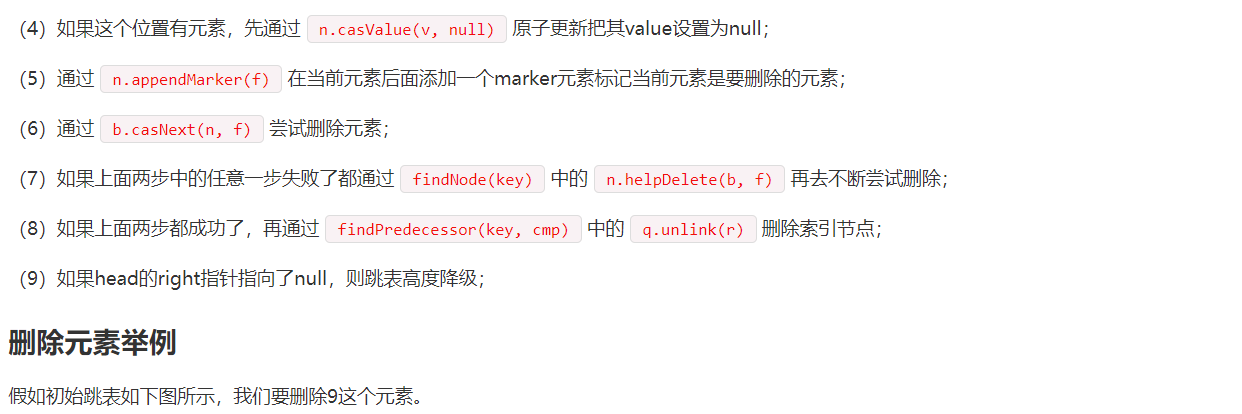 （4）如果这个位置有元素，先通过 n.casValue(v, null) 原子更新把其value设置为null；
（5）通过 n.appendMarker(f) 在当前元素后面添加一个marker元素标记当前元素是要删除的元素；
（6）通过 b.casNext(n, f) 尝试删除元素；
（7）如果上面两步中的任意一步失败了都通过 findNode(key) 中的 n.helpDelete(b, f) 再去不断尝试删除；
（8）如果上面两步都成功了，再通过 findPredecessor(key, cmp) 中的 q.unlink(r) 删除索引节点；
（9）如果head的right指针指向了null，则跳表高度降级；
删除元素举例
假如初始跳表如下图所示，我们要删除9这个元素。